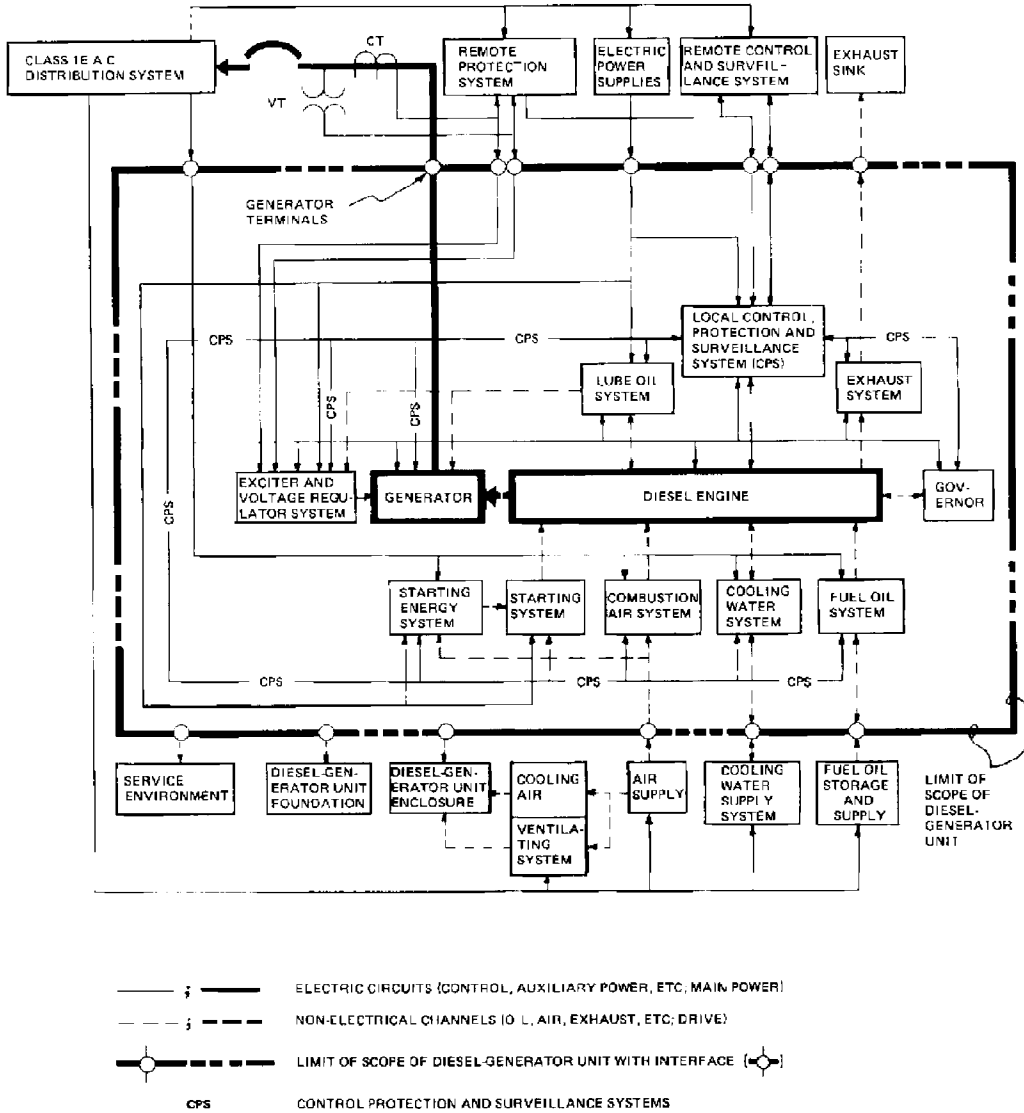 CLASS 1E A C
DISTRIBUTION SYSTEM
CT
VT
REMOTE
PROTECTION
SYSTEM
ELECTRIC
POWER
SUPPLIES
REMOTE CONTROL
AND SURVEIL-
LANCE SYSTEM
EXHAUST
SINK
GENERATOR
TERMINALS
CPS
CPS
LOCAL CONTROL,
PROTECTION AND
SURVEILLANCE
SYSTEM (CPS)
CPS
LUBE OIL
SYSTEM
EXHAUST
SYSTEM
CPS
EXCITER AND
VOLTAGE REGU-
LATOR SYSTEM
GENERATOR
DIESEL ENGINE
GOV-
ERNOR
CPS
STARTING
ENERGY
SYSTEM
STARTING
SYSTEM
COMBUSTION
AIR SYSTEM
COOLING
WATER
SYSTEM
FUEL OIL
SYSTEM
CPS
CPS
CPS
SERVICE
ENVIRONMENT
DIESEL-GEN-
ERATOR UNIT
FOUNDATION
DIESEL-GEN-
ERATOR UNIT
ENCLOSURE
COOLING
AIR
VENTILA-
TING
SYSTEM
AIR
SUPPLY
COOLING
WATER
SUPPLY
SYSTEM
FUEL OIL
STORAGE
AND
SUPPLY
LIMIT OF
SCOPE OF
DIESEL-
GENERATOR
UNIT
; ELECTRIC CIRCUITS (CONTROL, AUXILIARY POWER, ETC; MAIN POWER)
; NON-ELECTRICAL CHANNELS (O L, AIR, EXHAUST, ETC; DRIVE)
LIMIT OF SCOPE OF DIESEL-GENERATOR UNIT WITH INTERFACE ( )
CPS CONTROL PROTECTION AND SURVEILLANCE SYSTEMS